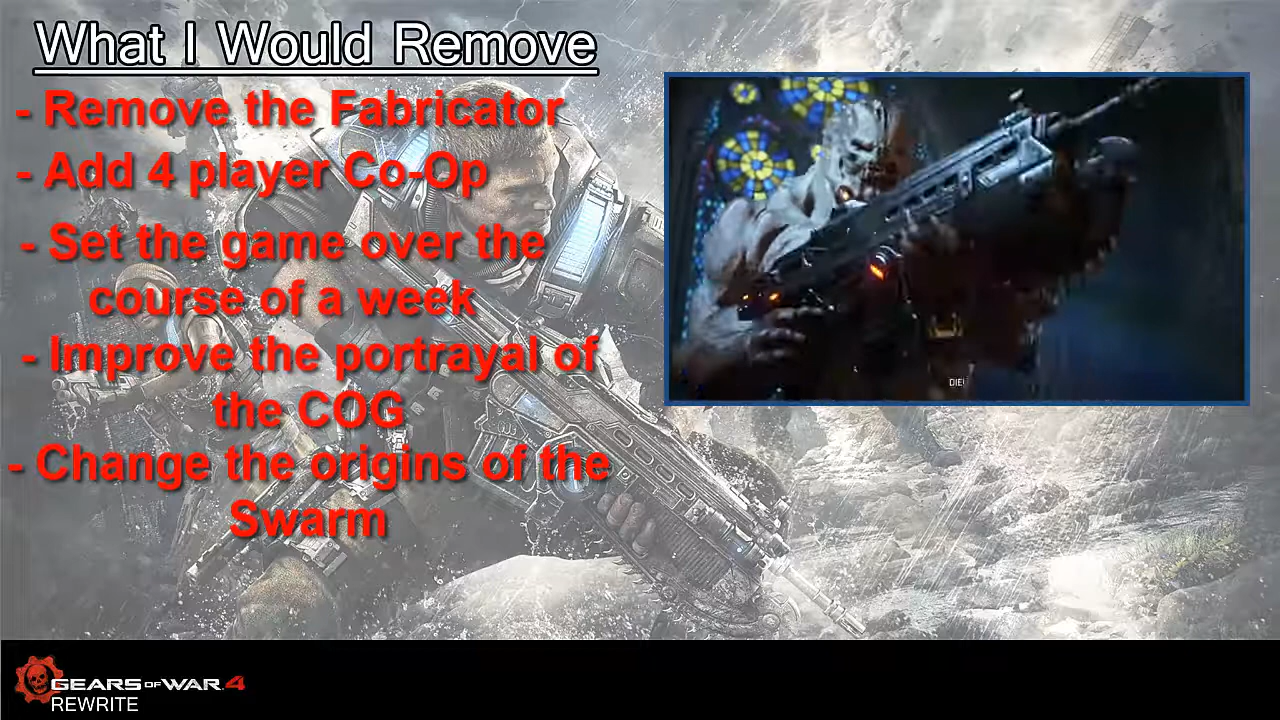 What I Would Remove
- Remove the Fabricator
- Add 4 player Co-Op
- Set the game over the
course of a week
- Improve the portrayal of
the COG
- Change the origins of the
Swarm
DIE!
GEARS OF WAR 4
REWRITE